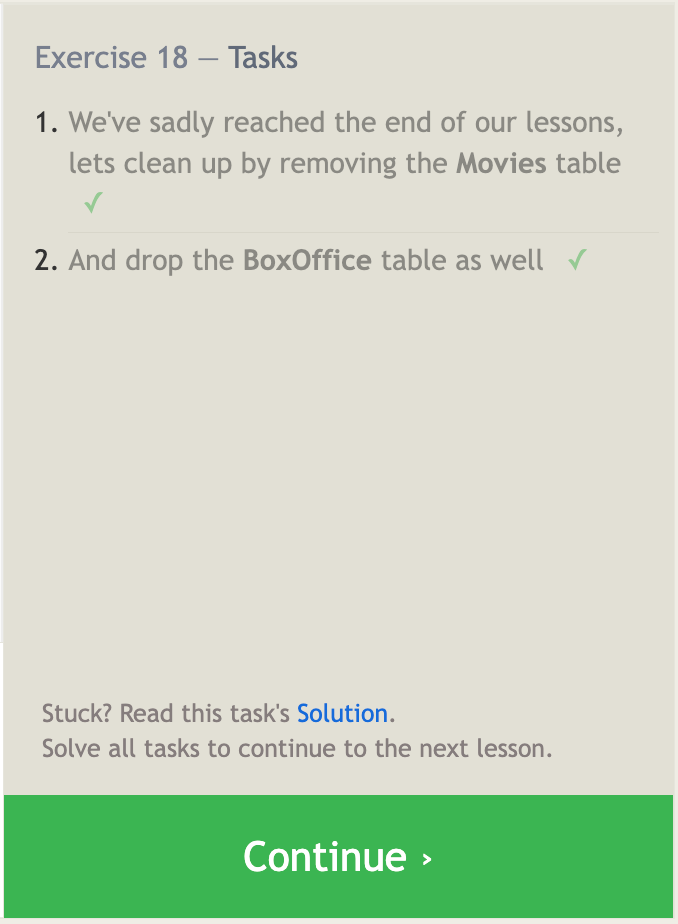 Exercise 18 — Tasks
1. We've sadly reached the end of our lessons,
lets clean up by removing the Movies table
✓
2. And drop the BoxOffice table as well ✓
Stuck? Read this task's Solution.
Solve all tasks to continue to the next lesson.
Continue ›